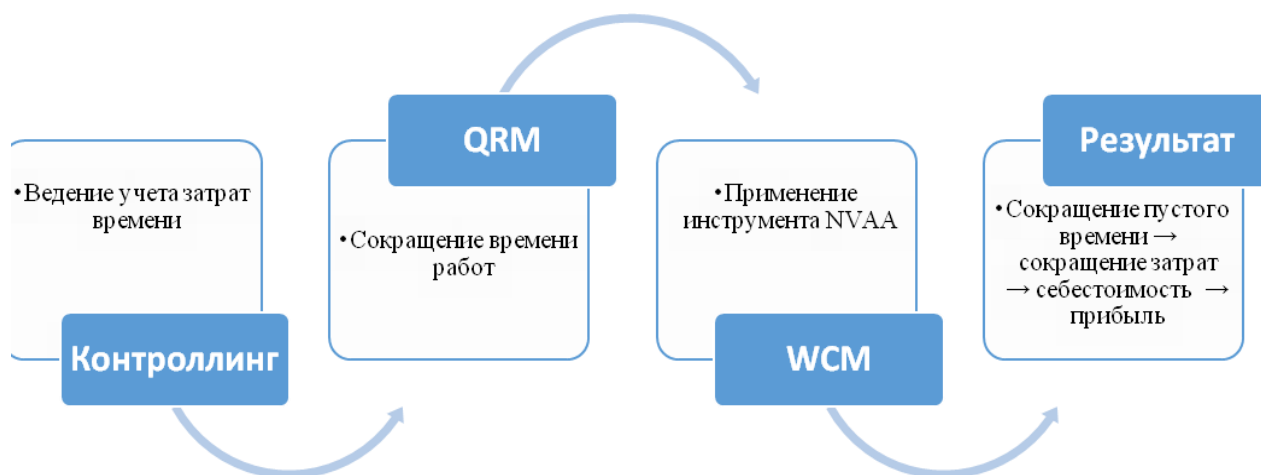 •Ведение учета затрат
времени
Контроллинг
QRM
•Сокращение времени
работ
•Применение
инструмента NVAA
WCM
Результат
•Сокращение пустого
времени →
сокращение затрат
→ себестоимость →
прибыль